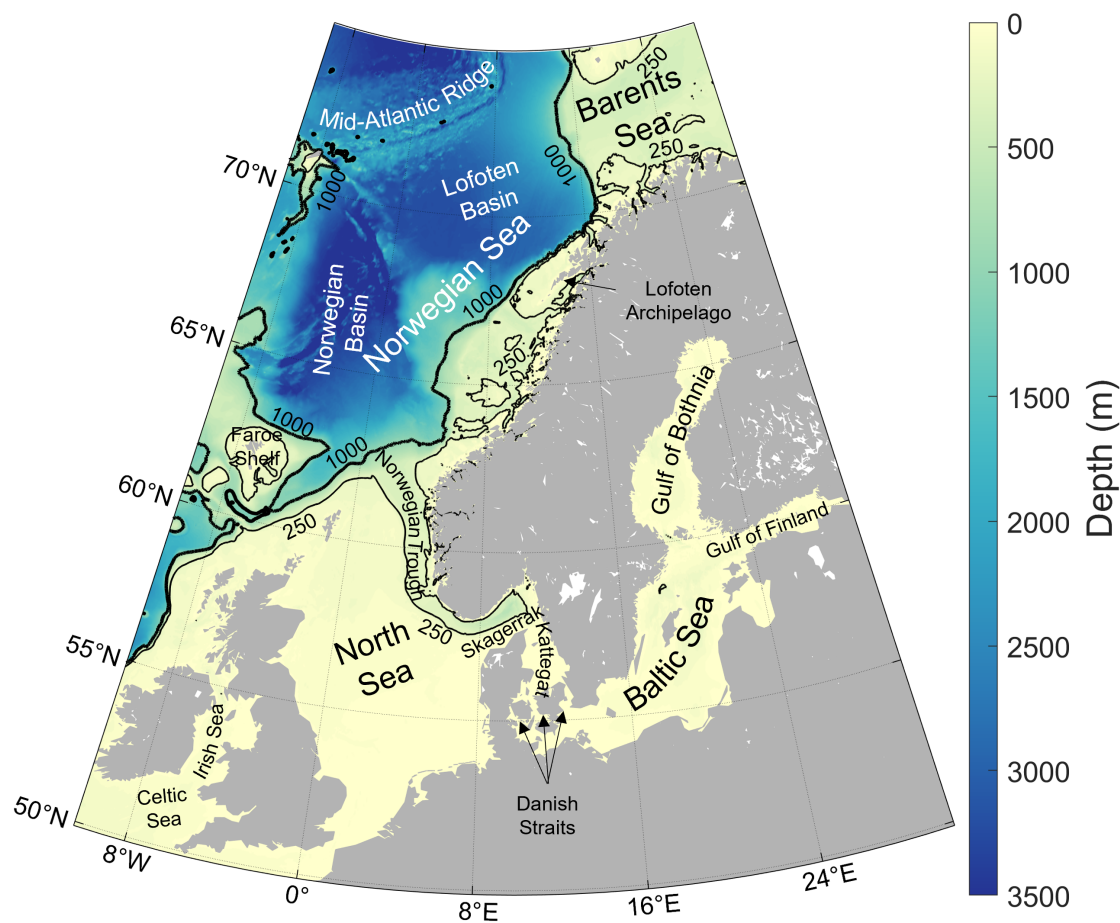 0
500
1000
1500
2000
2500
3000
3500
Depth (m)
70°N
65°N
60°N
55°N
50°N
8°W
0°
8°E
16°E
24°E
Mid-Atlantic Ridge
250
Barents
Sea
250
1000
1000
Lofoten
Basin
Norwegian Sea
Norwegian
Basin
1000
Lofoten
Archipelago
250
1000
Faroe
Shelf
1000
250
Norwegian Trough
Gulf of Bothnia
Gulf of Finland
250
Skagerrak
Kattegat
North
Sea
Baltic Sea
Irish Sea
Celtic
Sea
Danish
Straits